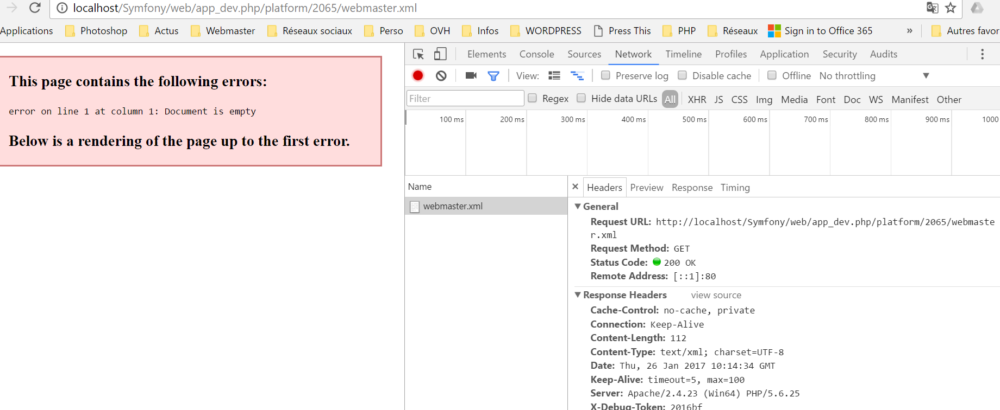 localhost/Symfony/web/app_dev.php/platform/2065/webmaster.xml
Applications Photoshop Actus Webmaster Réseaux sociaux Perso OVH Infos WORDPRESS Press This PHP Réseaux Sign in to Office 365 » Autres favor
This page contains the following errors:
error on line 1 at column 1: Document is empty
Below is a rendering of the page up to the first error.
Elements Console Sources Network Timeline Profiles Application Security Audits
View: Preserve log Disable cache Offline No throttling
Filter Regex Hide data URLs All XHR JS CSS Img Media Font Doc WS Manifest Other
100 ms 200 ms 300 ms 400 ms 500 ms 600 ms 700 ms 800 ms 900 ms 1000
Name
webmaster.xml
× Headers Preview Response Timing
General
Request URL: http://localhost/Symfony/web/app_dev.php/platform/2065/webmaste
r.xml
Request Method: GET
Status Code: 200 OK
Remote Address: [::1]:80
Response Headers view source
Cache-Control: no-cache, private
Connection: Keep-Alive
Content-Length: 112
Content-Type: text/xml; charset=UTF-8
Date: Thu, 26 Jan 2017 10:14:34 GMT
Keep-Alive: timeout=5, max=100
Server: Apache/2.4.23 (Win64) PHP/5.6.25
X-Debug-Token: 2016bf